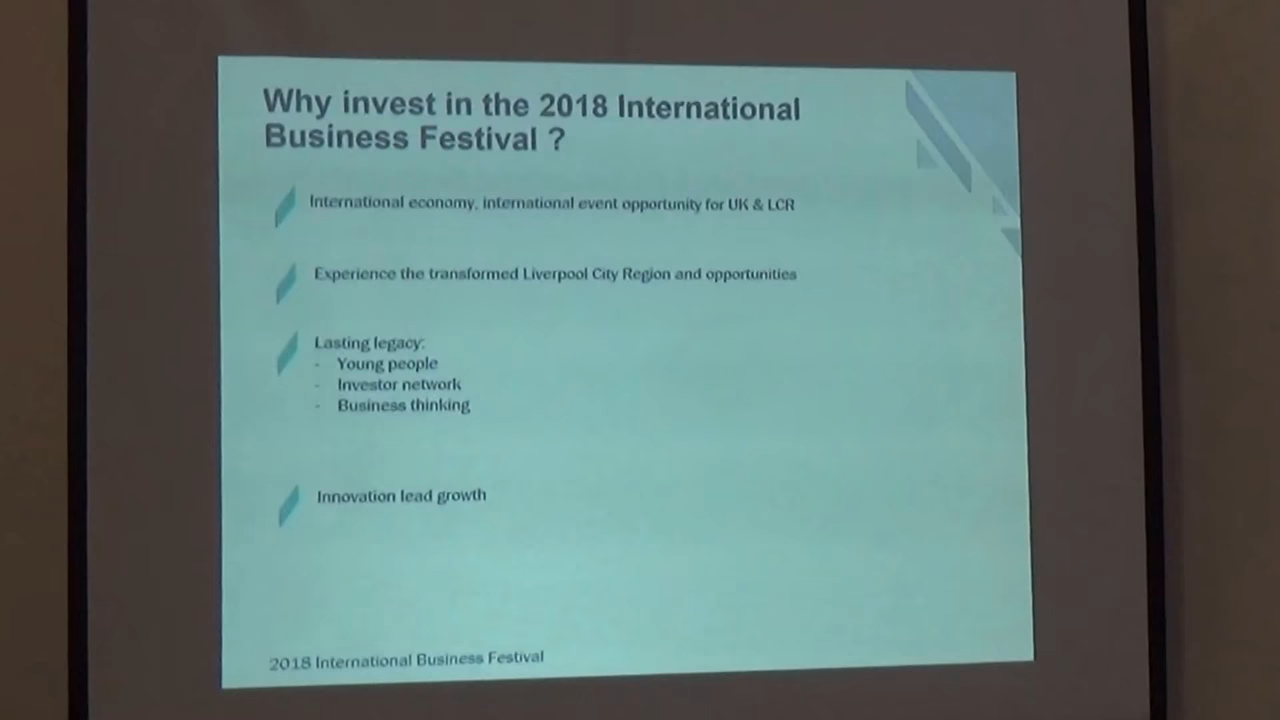 Why invest in the 2018 International
Business Festival ?
International economy, international event opportunity for UK & LCR
Experience the transformed Liverpool City Region and opportunities
Lasting legacy:
- Young people
- Investor network
- Business thinking
Innovation lead growth
2018 International Business Festival